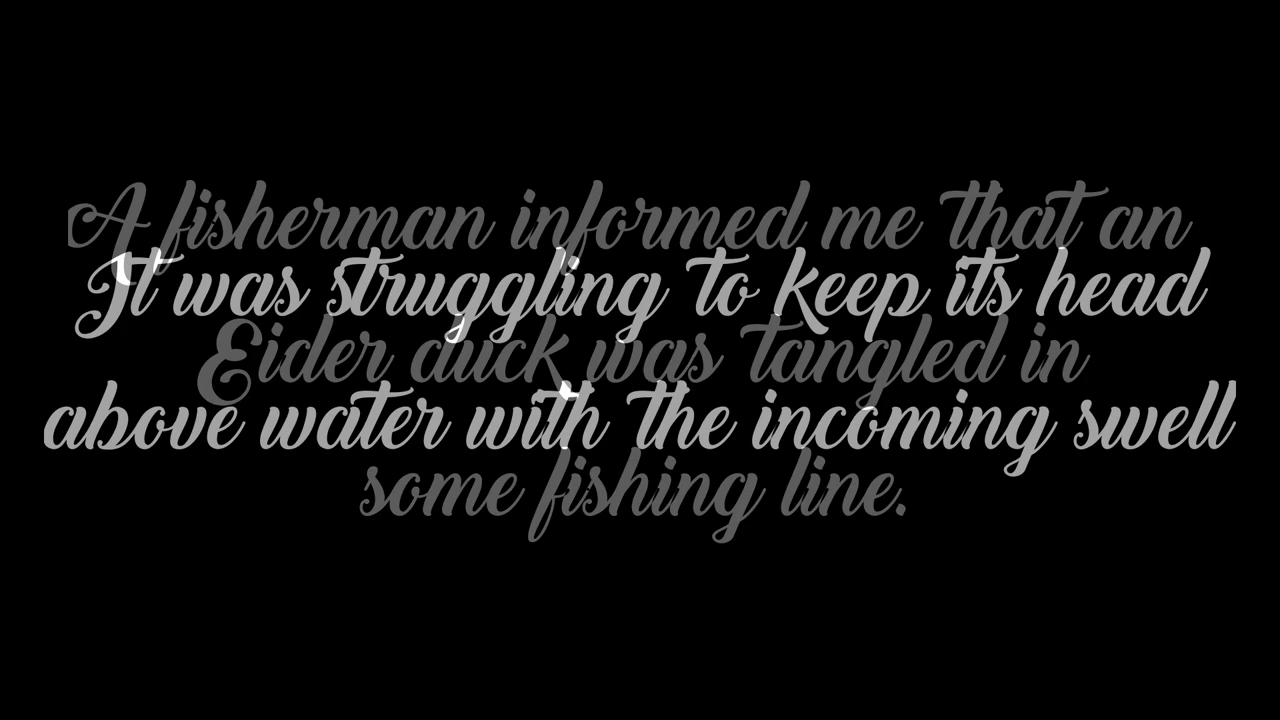 A fisherman informed me that an
It was struggling to keep its head
Eider duck was tangled in
above water with the incoming swell
some fishing line.